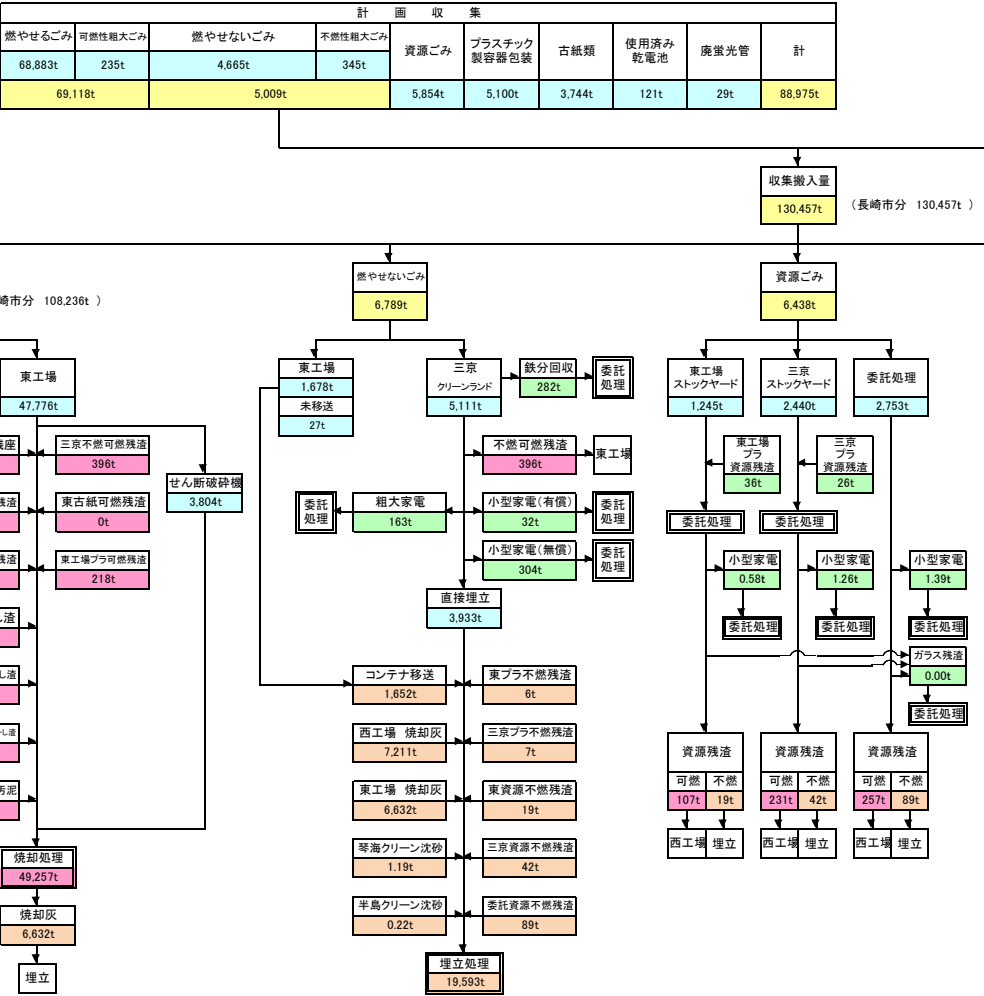 計画収集
燃やせるごみ 可燃性粗大ごみ 燃やせないごみ 不燃性粗大ごみ 資源ごみ プラスチック製容器包装 古紙類 使用済み乾電池 廃蛍光管 計
68,883t 235t 4,665t 345t
69,118t 5,009t 5,854t 5,100t 3,744t 121t 29t 88,975t
収集搬入量
130,457t
(長崎市分 130,457t )
崎市分 108,236t )
燃やせないごみ
6,789t
資源ごみ
6,438t
東工場
47,776t
東工場
1,678t
未移送
27t
三京
クリーンランド
5,111t
鉄分回収
282t
委託
処理
東工場
ストックヤード
1,245t
三京
ストックヤード
2,440t
委託処理
2,753t
三京不燃可燃残渣
396t
せん断破砕機
3,804t
東古紙可燃残渣
0t
残渣
東工場プラ可燃残渣
218t
残渣
し渣
し渣
し渣
汚泥
不燃可燃残渣
396t
東工場
委託
処理
粗大家電
163t
小型家電(有償)
32t
委託
処理
小型家電(無償)
304t
委託
処理
直接埋立
3,933t
東工場
プラ
資源残渣
36t
三京
プラ
資源残渣
26t
委託処理
委託処理
小型家電
0.58t
小型家電
1.26t
小型家電
1.39t
委託処理
委託処理
委託処理
ガラス残渣
0.00t
委託処理
コンテナ移送
1,652t
東プラ不燃残渣
6t
西工場 焼却灰
7,211t
三京プラ不燃残渣
7t
東工場 焼却灰
6,632t
東資源不燃残渣
19t
琴海クリーン沈砂
1.19t
三京資源不燃残渣
42t
半島クリーン沈砂
0.22t
委託資源不燃残渣
89t
埋立処理
19,593t
資源残渣
可燃 不燃
107t 19t
西工場 埋立
資源残渣
可燃 不燃
231t 42t
西工場 埋立
資源残渣
可燃 不燃
257t 89t
西工場 埋立
焼却処理
49,257t
焼却灰
6,632t
埋立